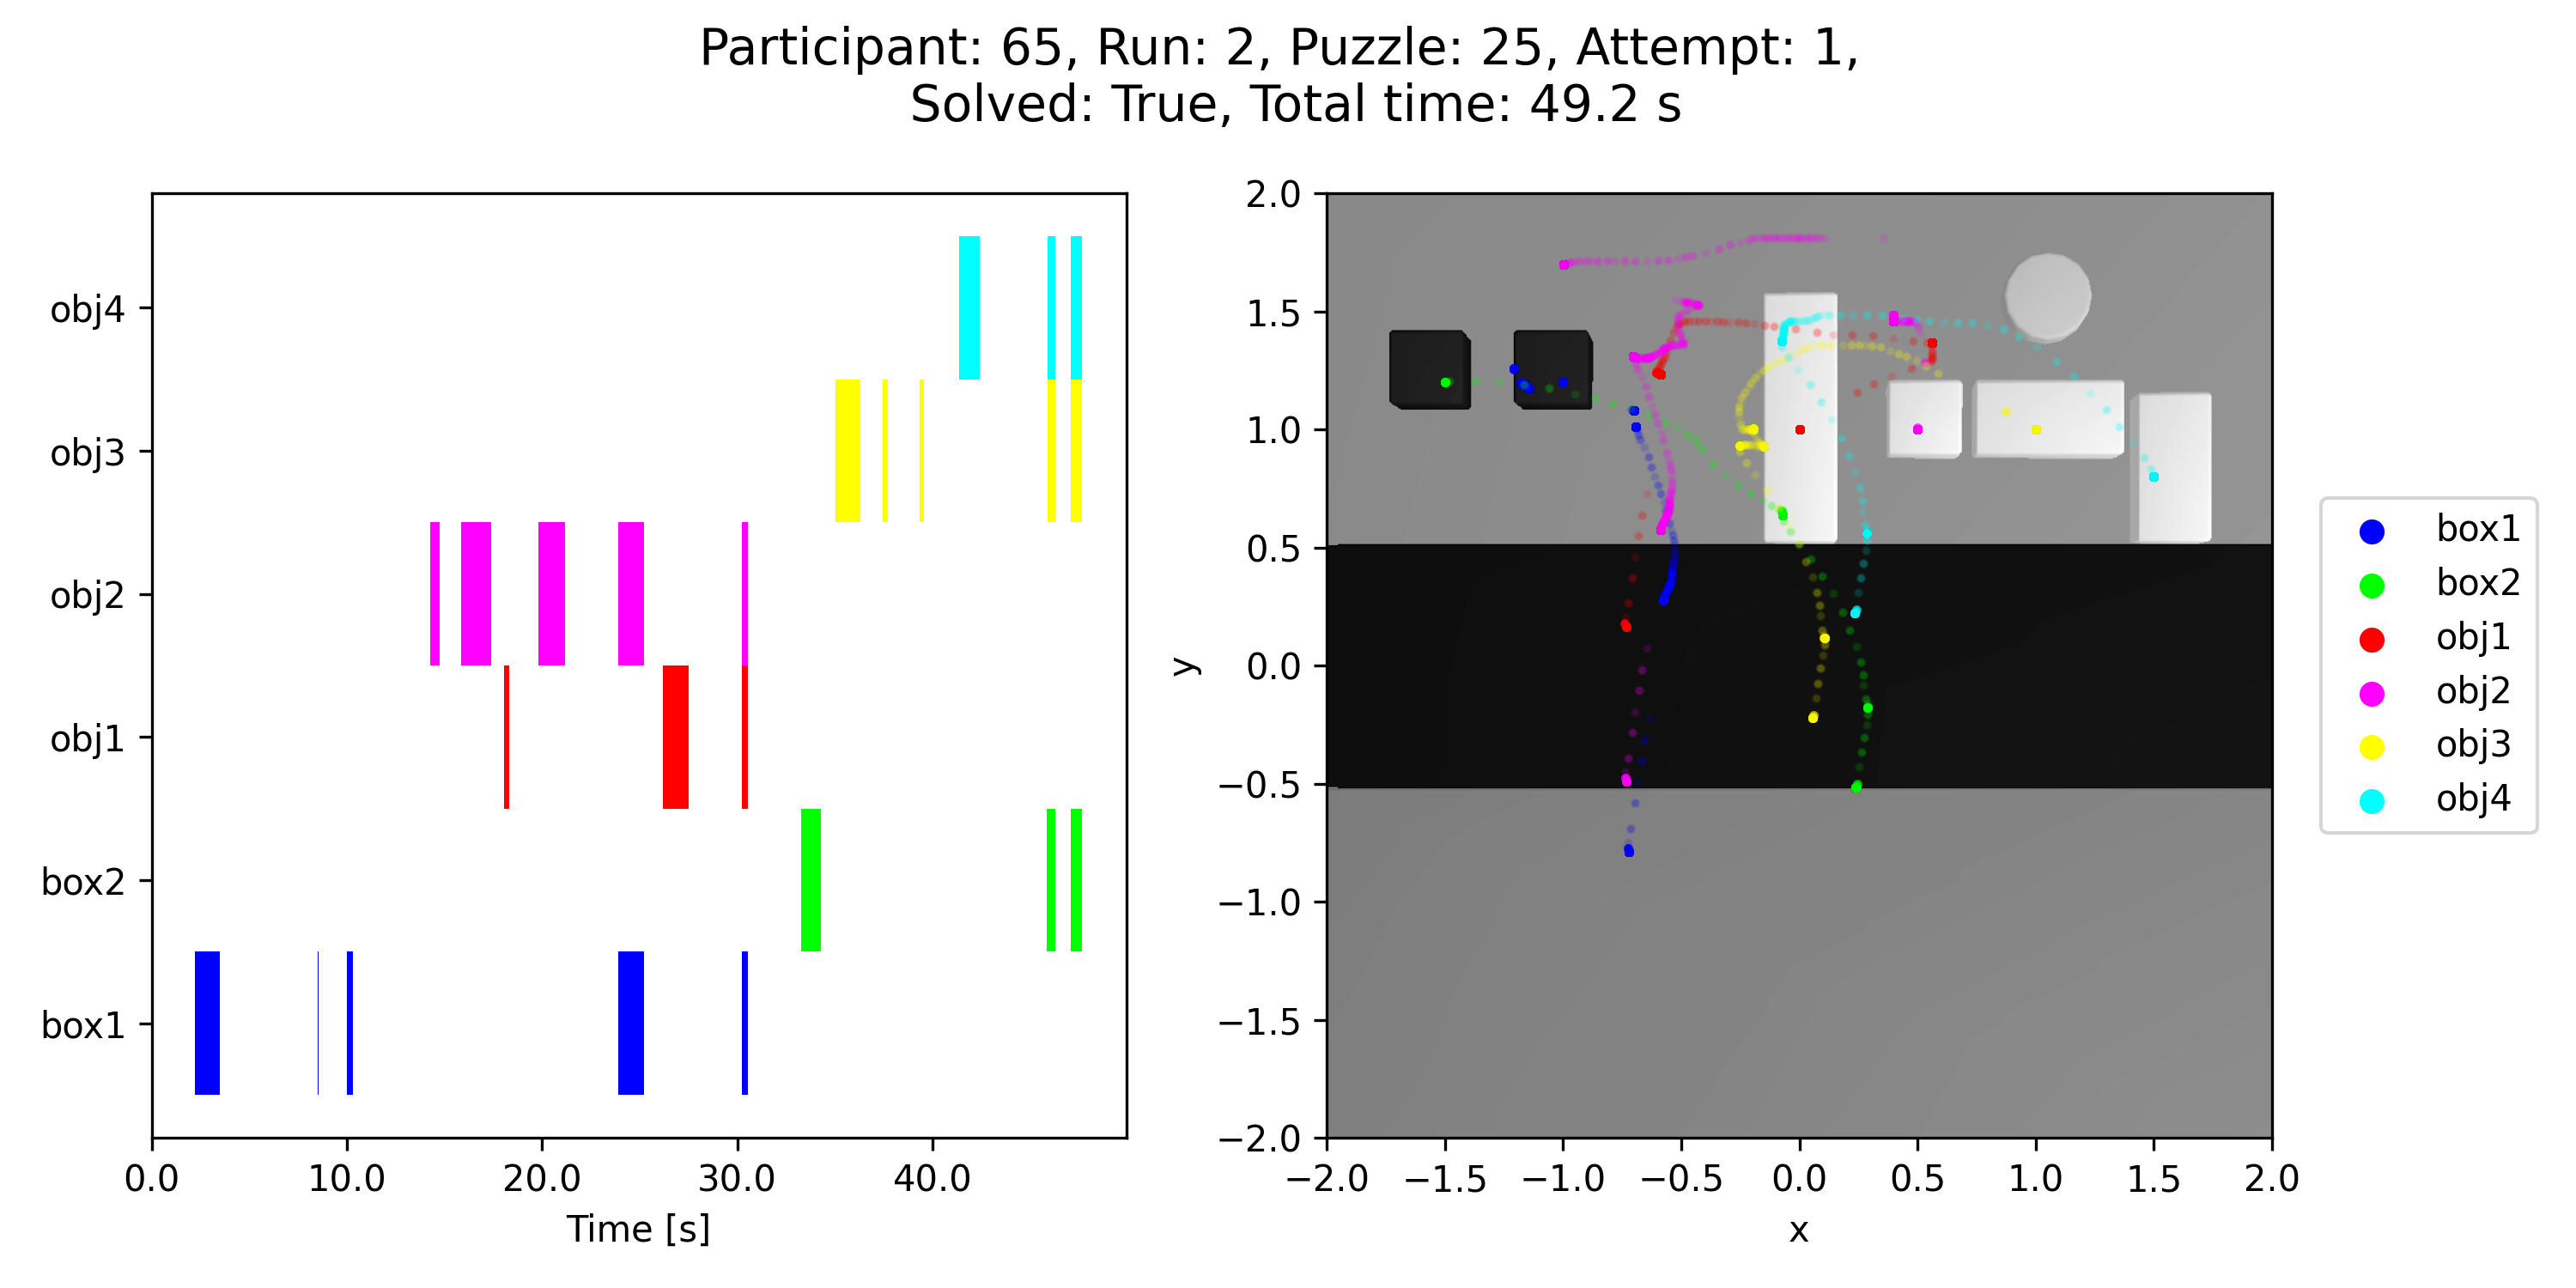 Participant: 65, Run: 2, Puzzle: 25, Attempt: 1,
Solved: True, Total time: 49.2 s
obj4
obj3
obj2
obj1
box2
box1
0.0 10.0 20.0 30.0 40.0
Time [s]
2.0
1.5
1.0
0.5
0.0
−0.5
−1.0
−1.5
−2.0
y
−2.0 −1.5 −1.0 −0.5 0.0 0.5 1.0 1.5 2.0
x
box1
box2
obj1
obj2
obj3
obj4